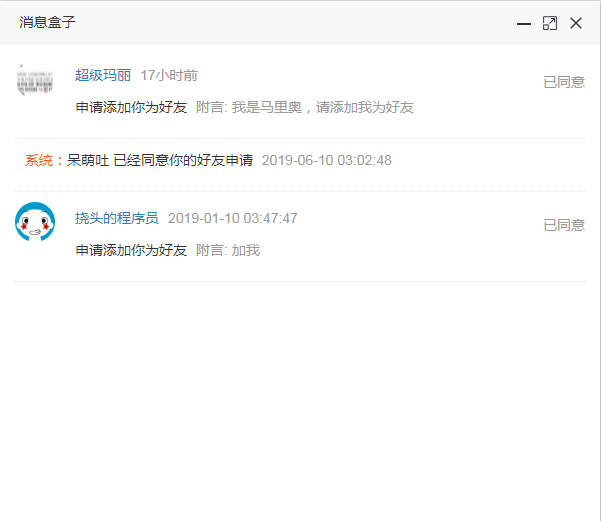 消息盒子
超级玛丽 17小时前
已同意
申请添加你为好友 附言: 我是马里奥，请添加我为好友
系统：呆萌吐 已经同意你的好友申请 2019-06-10 03:02:48
挠头的程序员 2019-01-10 03:47:47
已同意
申请添加你为好友 附言: 加我